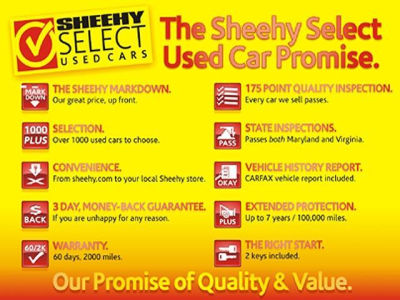 SHEEHY
SELECT
USED CARS
The Sheehy Select
Used Car Promise.
MARK
DOWN
THE SHEEHY MARKDOWN.
Our great price, up front.
1000
PLUS
SELECTION.
Over 1000 used cars to choose.
CONVENIENCE.
From sheehy.com to your local Sheehy store.
$
BACK
3 DAY, MONEY-BACK GUARANTEE.
If you are unhappy for any reason.
60/2K
WARRANTY.
60 days, 2000 miles.
175 POINT QUALITY INSPECTION.
Every car we sell passes.
PASS
STATE INSPECTIONS.
Passes both Maryland and Virginia.
OKAY
VEHICLE HISTORY REPORT.
CARFAX vehicle report included.
PLUS
EXTENDED PROTECTION.
Up to 7 years / 100,000 miles.
THE RIGHT START.
2 keys included.
Our Promise of Quality & Value.